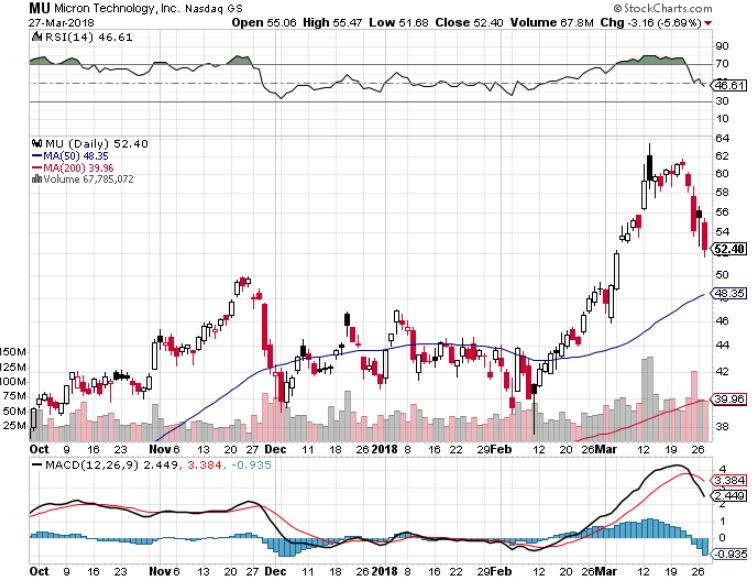 MU Micron Technology, Inc. Nasdaq GS © StockCharts.com
27-Mar-2018 Open 55.06 High 55.47 Low 51.68 Close 52.40 Volume 67.8M Chg -3.16 (-5.69%)
RSI(14) 46.61
90
70
50
46.61
30
10
MU (Daily) 52.40
MA(50) 48.35
MA(200) 39.96
Volume 67,785,072
64
62
60
58
56
54
52.40
50
48.35
46
44
42
39.96
38
150M
125M
100M
75M
50M
25M
Oct 9 16 23 Nov 6 13 20 27 Dec 11 18 26 2018 8 16 22 29 Feb 12 20 26 Mar 12 19 26
MACD(12,26,9) 2.449, 3.384, -0.935
4
3.384
2.449
2
1
0
-0.935
Oct 9 16 23 Nov 6 13 20 27 Dec 11 18 26 2018 8 16 22 29 Feb 12 20 26 Mar 12 19 26